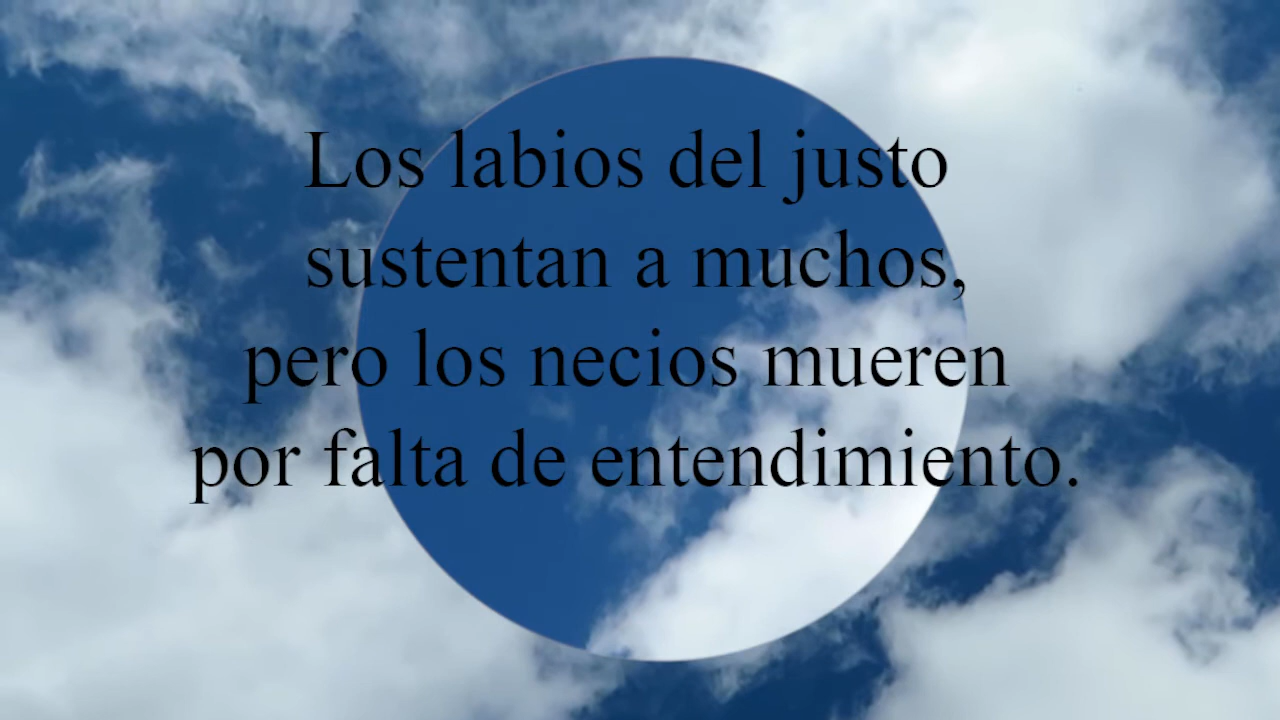 Los labios del justo
sustentan a muchos,
pero los necios mueren
por falta de entendimiento.